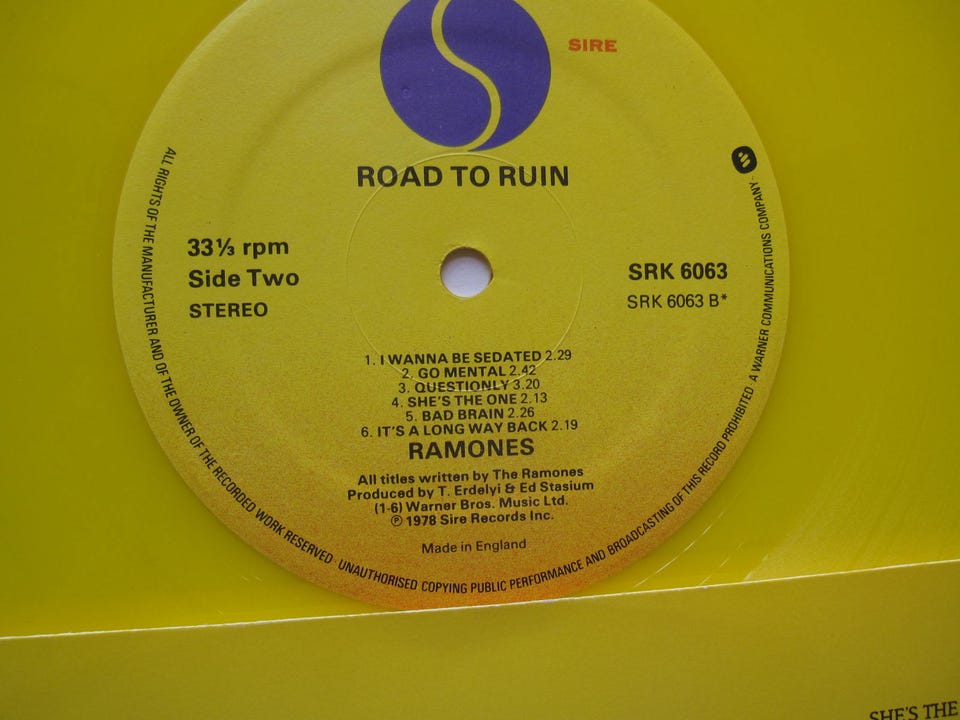 SIRE
ROAD TO RUIN
33⅓ rpm
Side Two
STEREO
SRK 6063
SRK 6063 B*
1. I WANNA BE SEDATED 2.29
2. GO MENTAL 2.42
3. QUESTIONLY 3.20
4. SHE'S THE ONE 2.13
5. BAD BRAIN 2.26
6. IT'S A LONG WAY BACK 2.19
RAMONES
All titles written by The Ramones
Produced by T. Erdelyi & Ed Stasium
(1-6) Warner Bros. Music Ltd.
℗ 1978 Sire Records Inc.
Made in England
ALL RIGHTS OF THE MANUFACTURER AND OF THE OWNER OF THE RECORDED WORK RESERVED · UNAUTHORISED COPYING PUBLIC PERFORMANCE AND BROADCASTING OF THIS RECORD PROHIBITED · A WARNER COMMUNICATIONS COMPANY ·
SHE'S THE